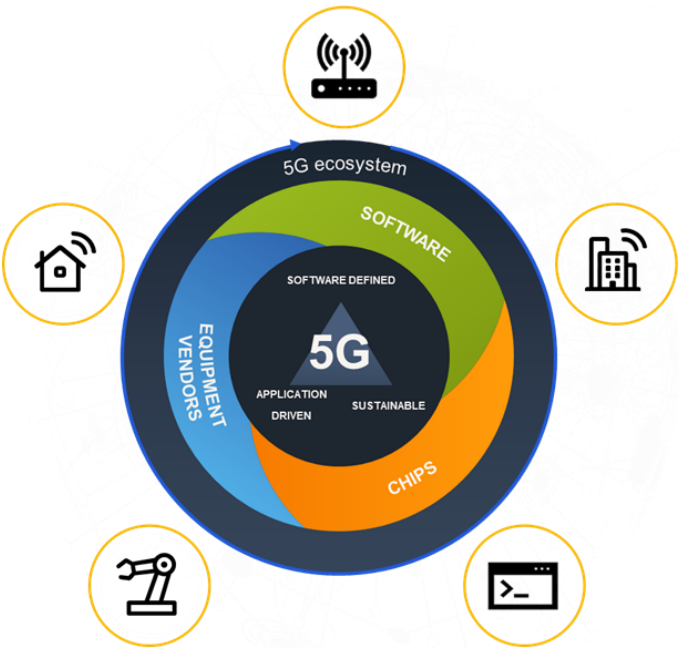 5G ecosystem
SOFTWARE
SOFTWARE DEFINED
5G
EQUIPMENT
VENDORS
APPLICATION
DRIVEN
SUSTAINABLE
CHIPS
>_